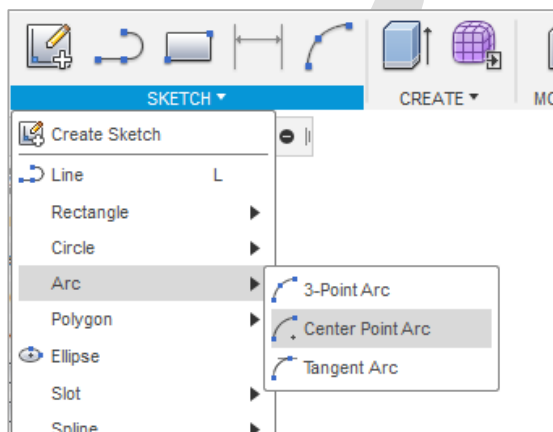 SKETCH
CREATE
MO
Create Sketch
Line L
Rectangle
Circle
Arc
3-Point Arc
Polygon
Center Point Arc
Ellipse
Tangent Arc
Slot
Spline